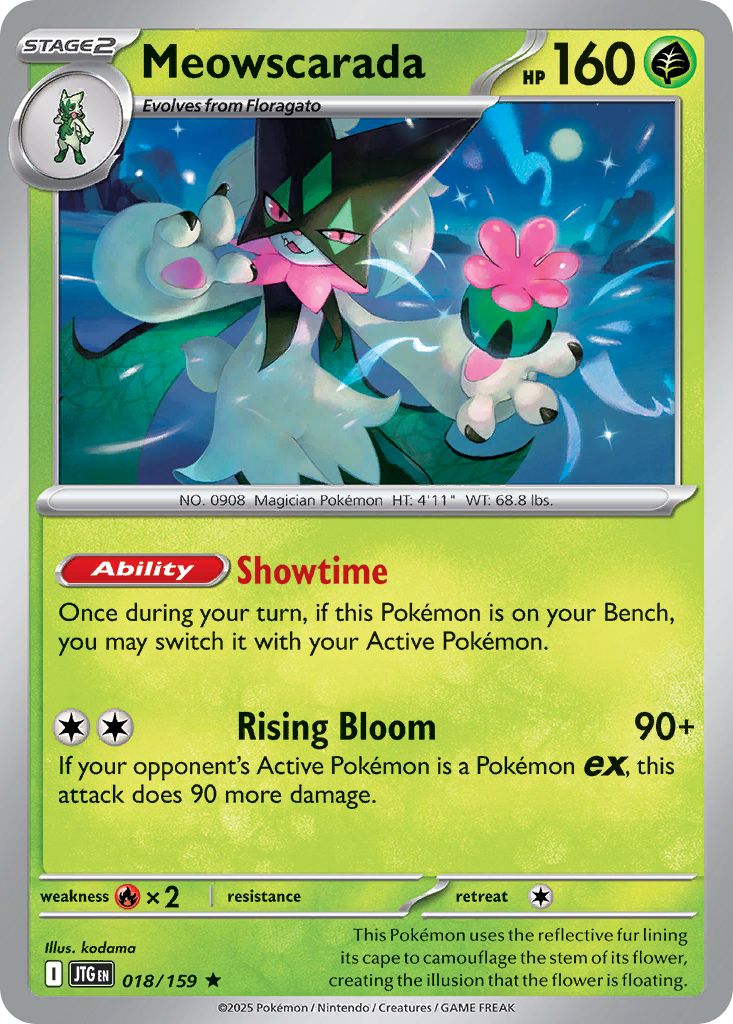 STAGE2
Meowscarada
HP 160
Evolves from Floragato
NO. 0908 Magician Pokémon HT: 4'11" WT: 68.8 lbs.
Ability Showtime
Once during your turn, if this Pokémon is on your Bench,
you may switch it with your Active Pokémon.
Rising Bloom 90+
If your opponent's Active Pokémon is a Pokémon ex, this
attack does 90 more damage.
weakness ×2 resistance retreat
Illus. kodama
I JTG EN 018/159 ★
This Pokémon uses the reflective fur lining
its cape to camouflage the stem of its flower,
creating the illusion that the flower is floating.
©2025 Pokémon / Nintendo / Creatures / GAME FREAK